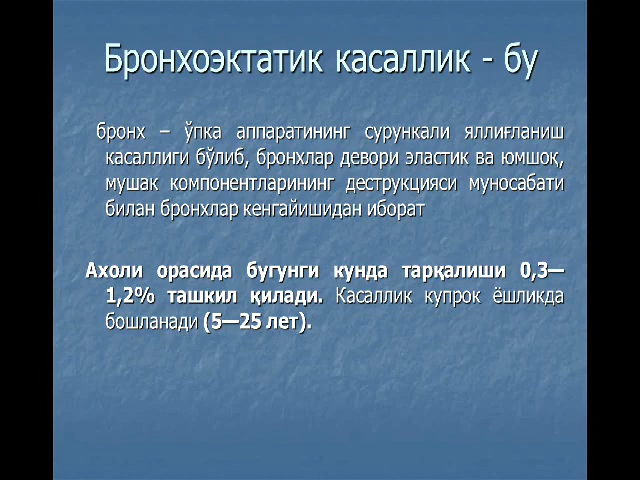 Бронхоэктатик касаллик - бу
бронх – ўпка аппаратининг сурункали яллиғланиш
касаллиги бўлиб, бронхлар девори эластик ва юмшоқ,
мушак компонентларининг деструкцияси муносабати
билан бронхлар кенгайишидан иборат
Ахоли орасида бугунги кунда тарқалиши 0,3—
1,2% ташкил қилади. Касаллик купрок ёшликда
бошланади (5—25 лет).